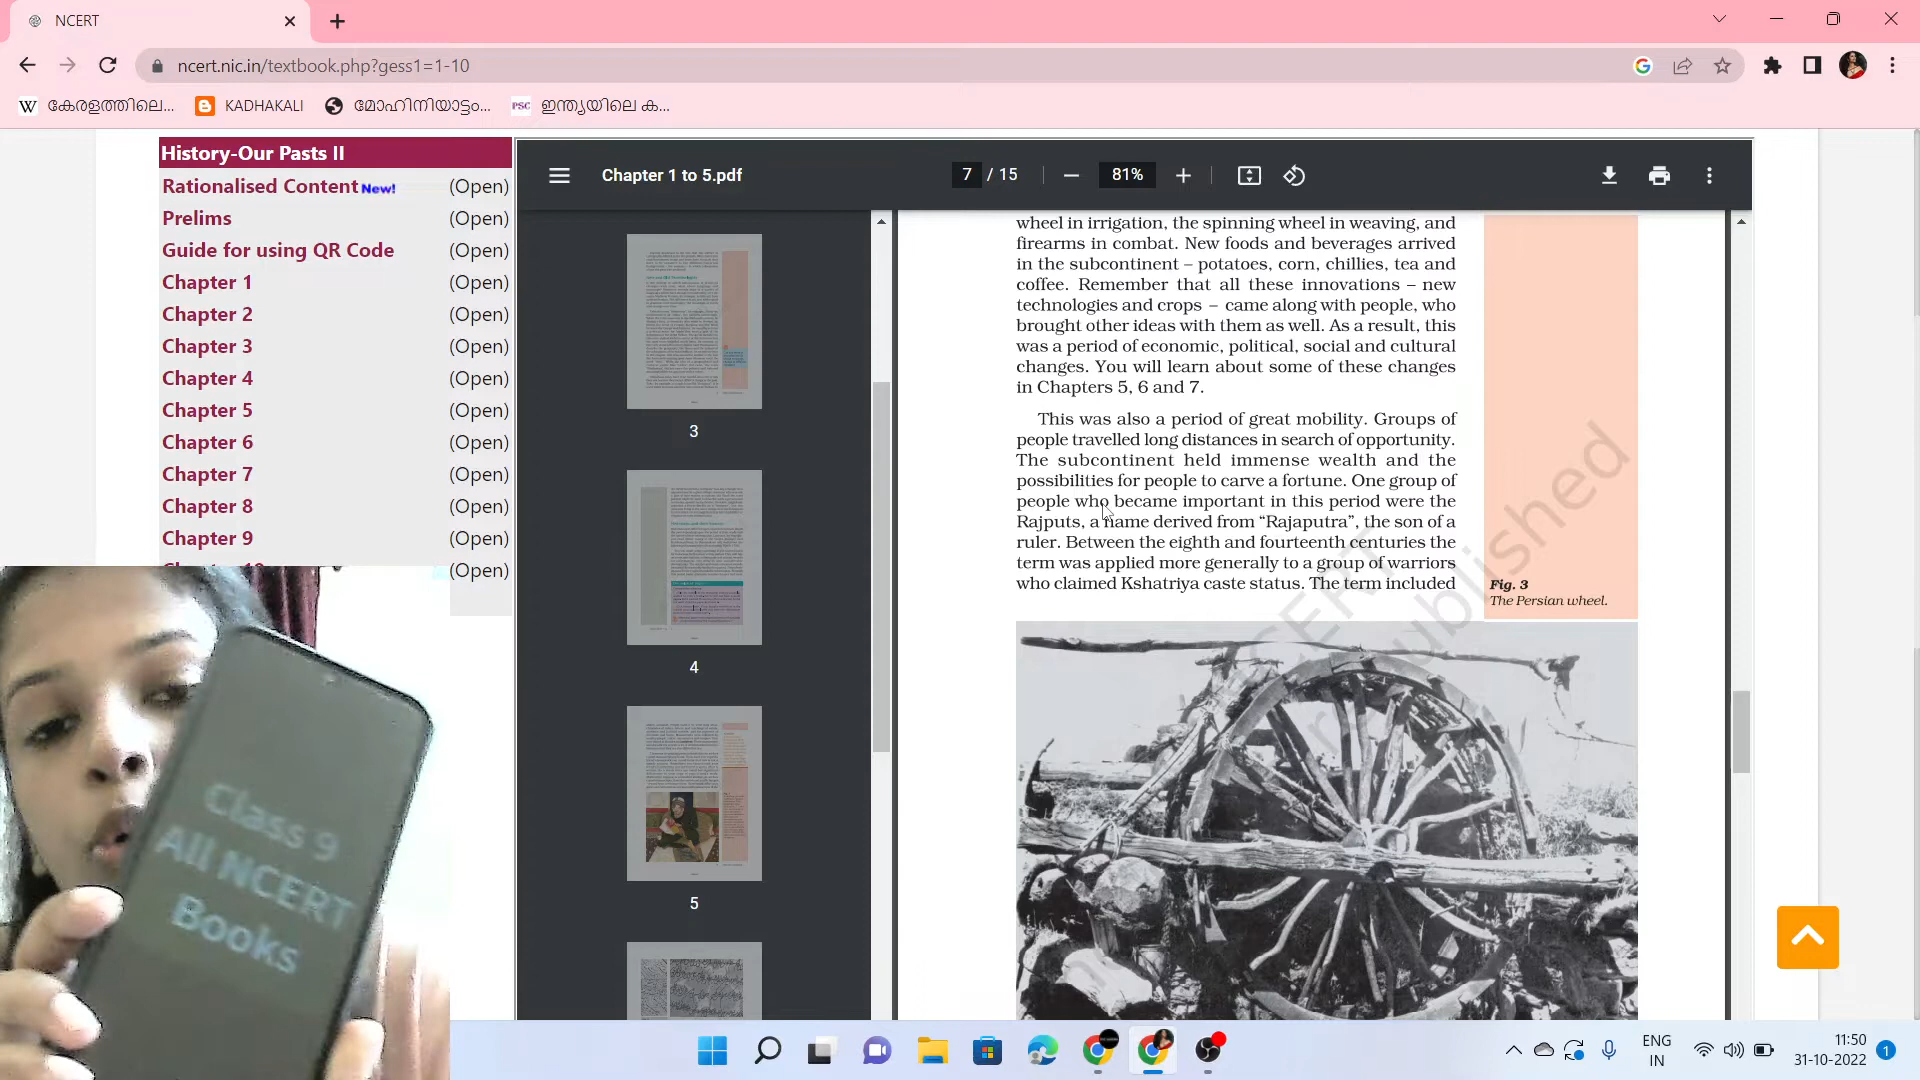 NCERT
ncert.nic.in/textbook.php?gess1=1-10
കേരളത്തിലെ...
KADHAKALI
മോഹിനിയാട്ടം...
PSC
ഇന്ത്യയിലെ ക...
History-Our Pasts II
Rationalised Content New! (Open)
Prelims (Open)
Guide for using QR Code (Open)
Chapter 1 (Open)
Chapter 2 (Open)
Chapter 3 (Open)
Chapter 4 (Open)
Chapter 5 (Open)
Chapter 6 (Open)
Chapter 7 (Open)
Chapter 8 (Open)
Chapter 9 (Open)
(Open)
Class 9
All NCERT
Books
Chapter 1 to 5.pdf
7 / 15
81%
3
4
5
wheel in irrigation, the spinning wheel in weaving, and
firearms in combat. New foods and beverages arrived
in the subcontinent – potatoes, corn, chillies, tea and
coffee. Remember that all these innovations – new
technologies and crops – came along with people, who
brought other ideas with them as well. As a result, this
was a period of economic, political, social and cultural
changes. You will learn about some of these changes
in Chapters 5, 6 and 7.
This was also a period of great mobility. Groups of
people travelled long distances in search of opportunity.
The subcontinent held immense wealth and the
possibilities for people to carve a fortune. One group of
people who became important in this period were the
Rajputs, a name derived from “Rajaputra”, the son of a
ruler. Between the eighth and fourteenth centuries the
term was applied more generally to a group of warriors
who claimed Kshatriya caste status. The term included
Fig. 3
The Persian wheel.
ENG
IN
11:50
31-10-2022
1